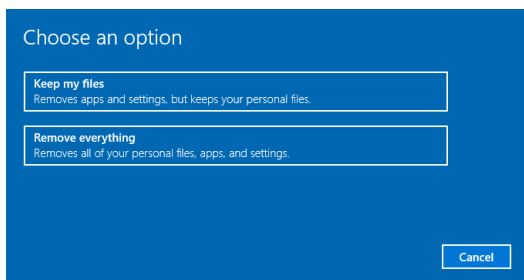 Choose an option
Keep my files
Removes apps and settings, but keeps your personal files.
Remove everything
Removes all of your personal files, apps, and settings.
Cancel